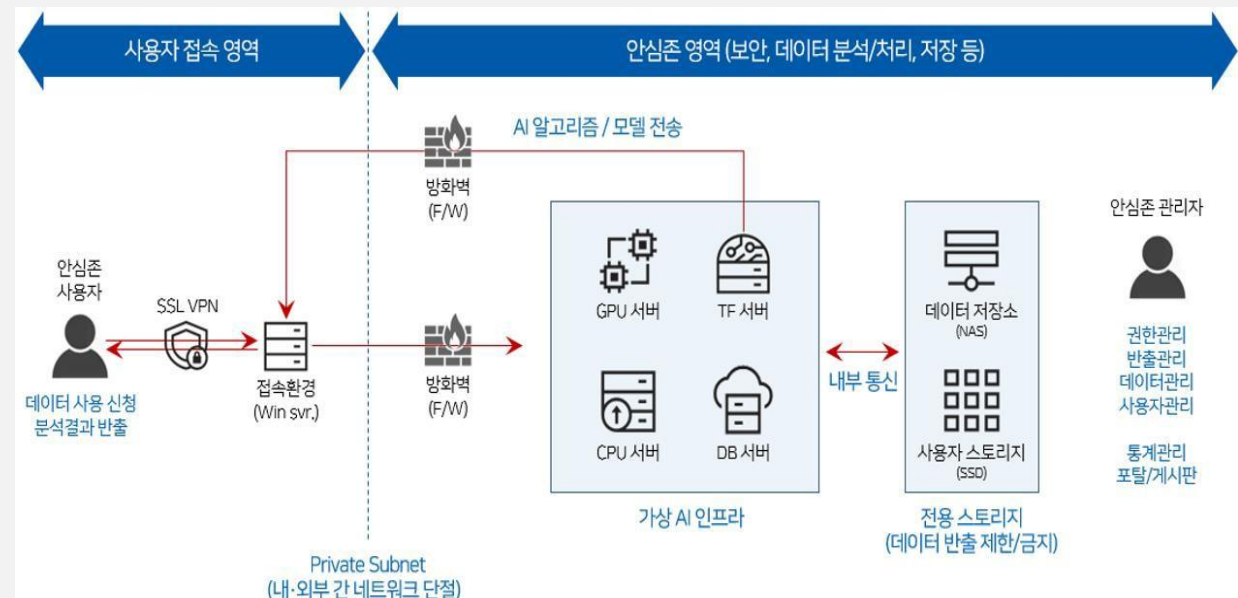 사용자 접속 영역
안심존 영역 (보안, 데이터 분석/처리, 저장 등)
AI 알고리즘 / 모델 전송
방화벽
(F/W)
안심존 관리자
안심존
사용자
SSL VPN
GPU 서버
TF 서버
데이터 저장소
(NAS)
권한관리
반출관리
데이터관리
사용자관리
내부 통신
접속환경
(Win svr.)
방화벽
(F/W)
데이터 사용 신청
분석결과 반출
CPU 서버
DB 서버
사용자 스토리지
(SSD)
통계관리
포탈/게시판
가상 AI 인프라
전용 스토리지
(데이터 반출 제한/금지)
Private Subnet
(내·외부 간 네트워크 단절)